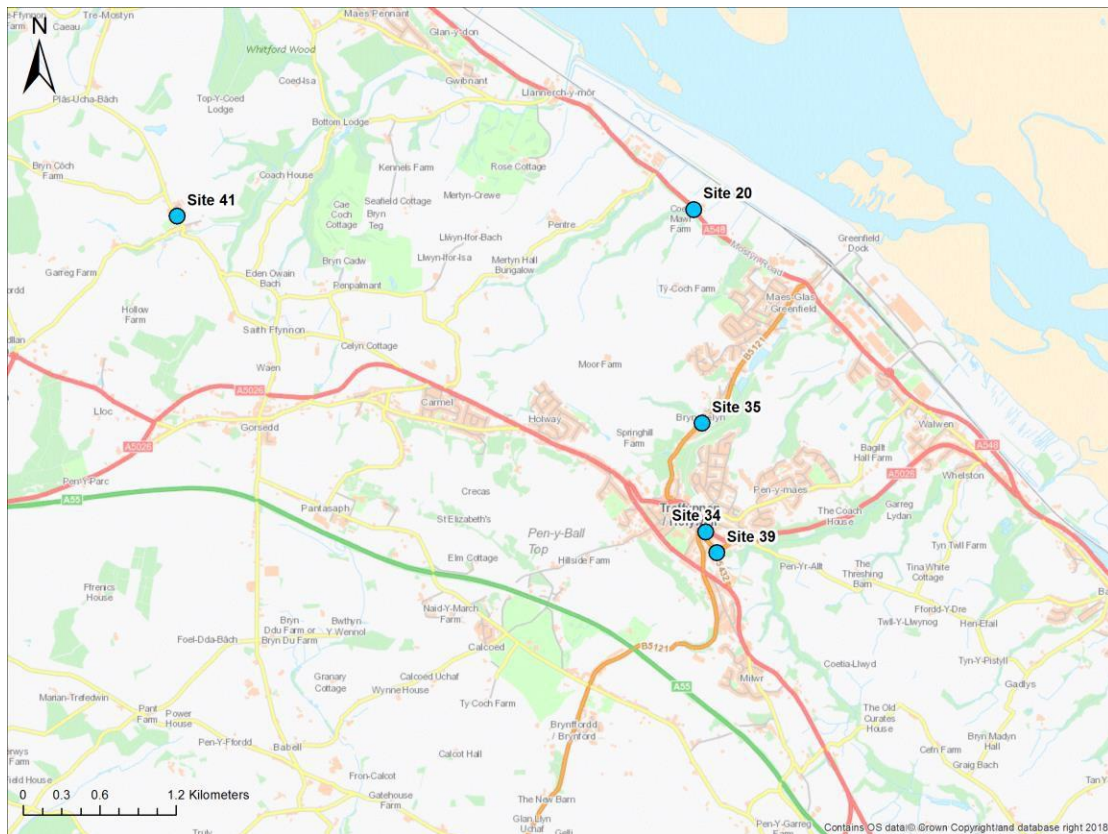 e-Ffynnon
Farm
Tre-Mostyn
Caeau
Maes Pennant
Glan-y-don
N
Whitford Wood
Coed-Isa
Gwibnant
Llannerch-y-môr
Plâs-Ucha-Bâch
Top-Y-Coed
Lodge
Bottom Lodge
Bryn Côch
Farm
Coach House
Kennels Farm
Rose Cottage
Mertyn-Crewe
Site 41
Cae
Coch
Cottage
Seafield Cottage
Bryn
Teg
Pentre
Site 20
Farm
A548
Llwyn-Ifor-Bach
Greenfield
Dock
Garreg Farm
Eden Owain
Bach
Bryn Cadw
Llwyn-Ifor-Isa
Mertyn Hall
Bungalow
Penpalmant
Tŷ-Coch Farm
Maes-Glas
Greenfield
Hollow
Farm
Saith Ffynnon
Celyn Cottage
B5121
Waen
Moor Farm
A5026
Lloc
Carmel
Holway
Site 35
Gorsedd
Springhill
Farm
Walwen
A548
A5026
Bagillt
Hall Farm
A5026
Whelston
Pen-Y-Parc
A55
Crecas
Pen-y-maes
Garreg
Lydan
Pantasaph
St Elizabeth's
Pen-y-Ball
Top
Site 34
The Coach
House
Site 39
Elm Cottage
Hillside Farm
Tyn Twll Farm
Pen-Yr-Allt
The
Threshing
Barn
Tina White
Cottage
Ffrenics
House
Naid-Y-March
Farm
Ffordd-Y-Dre
Twll-Y-Llwynog
Hen-Efail
Foel-Dda-Bâch
Bryn
Ddu Farm or
Bryn Du Farm
Bwthyn
Y Wennol
Calcoed
B5121
Tyn-Y-Pistyll
Granary
Cottage
Calcoed Uchaf
Wynne House
A55
Milwr
Coetia-Llwyd
Gadlys
Marian-Trefedwin
Pant
Farm
Power
House
Ty Coch Farm
Brynffordd
/ Brynford
The Old
Curates
House
Pen-Y-Ffordd
Babell
Calcot Hall
Bryn Madyn
Hall
Cefn Farm
Graig Bach
Fron-Calcot
Gatehouse
Farm
The New Barn
Glan Llyn
Uchaf
Pen-Y-Garreg
Farm
0 0.3 0.6 1.2 Kilometers
Contains OS data © Crown Copyright and database right 2018